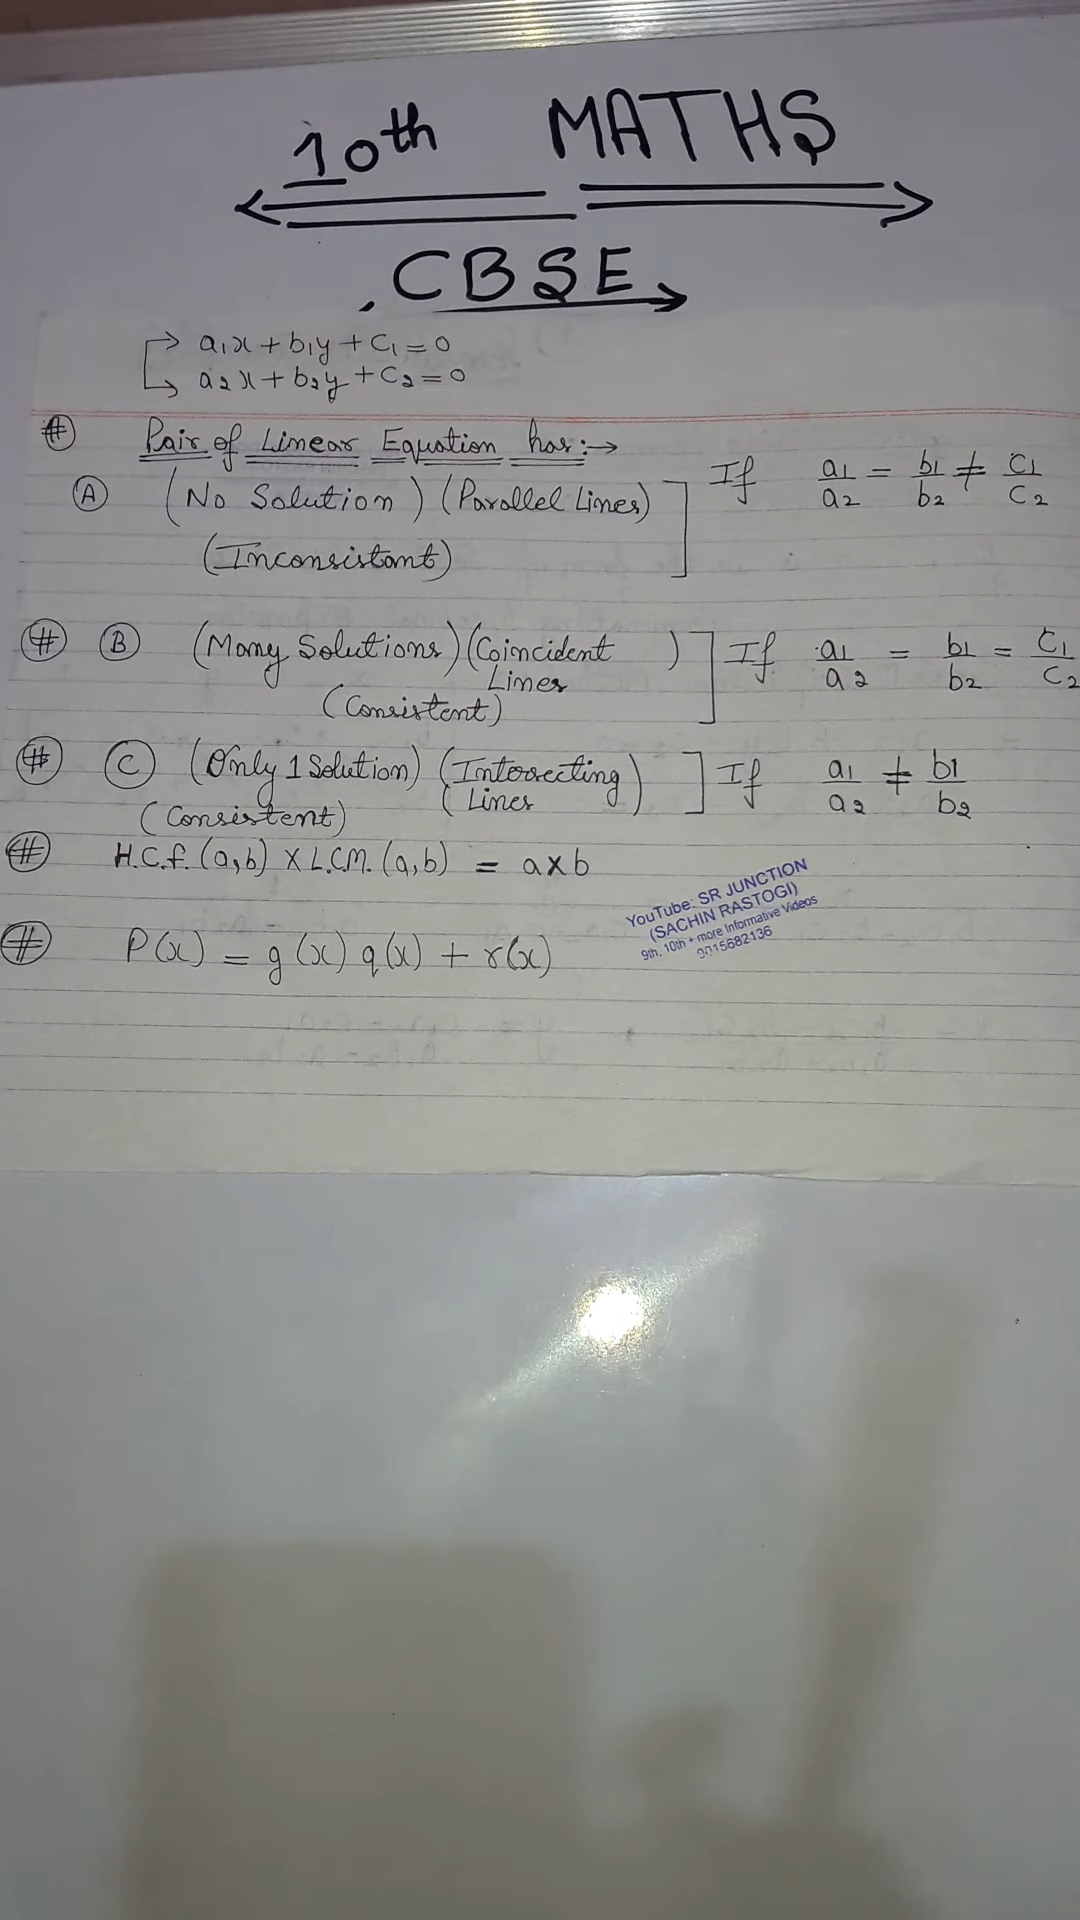 10th MATHS
CBSE
a1x + b1y + C1 = 0
a2x + b2y + C2 = 0
# Pair of Linear Equation has :→
(A) (No Solution) (Parallel Lines) ] If a1/a2 = b1/b2 ≠ C1/C2
(Inconsistant)
# (B) (Many Solutions) (Coincident Lines) ] If a1/a2 = b1/b2 = C1/C2
(Consistent)
# (C) (Only 1 Solution) (Intersecting Lines) ] If a1/a2 ≠ b1/b2
(Consistent)
# H.C.f. (a,b) X L.C.M. (a,b) = a x b
# P(x) = g(x) q(x) + r(x)
YouTube: SR JUNCTION
(SACHIN RASTOGI)
9th, 10th + more Informative Videos
9015682136